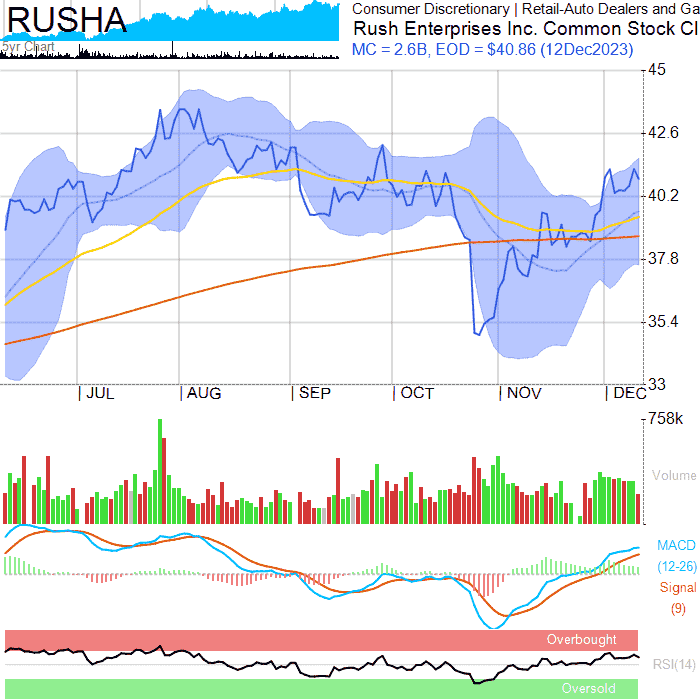 RUSHA
5yr Chart
Consumer Discretionary | Retail-Auto Dealers and Ga
Rush Enterprises Inc. Common Stock Cl
MC = 2.6B, EOD = $40.86 (12Dec2023)
45
42.6
40.2
37.8
35.4
33
JUL AUG SEP OCT NOV DEC
758k
Volume
MACD
(12-26)
Signal
(9)
Overbought
RSI(14)
Oversold